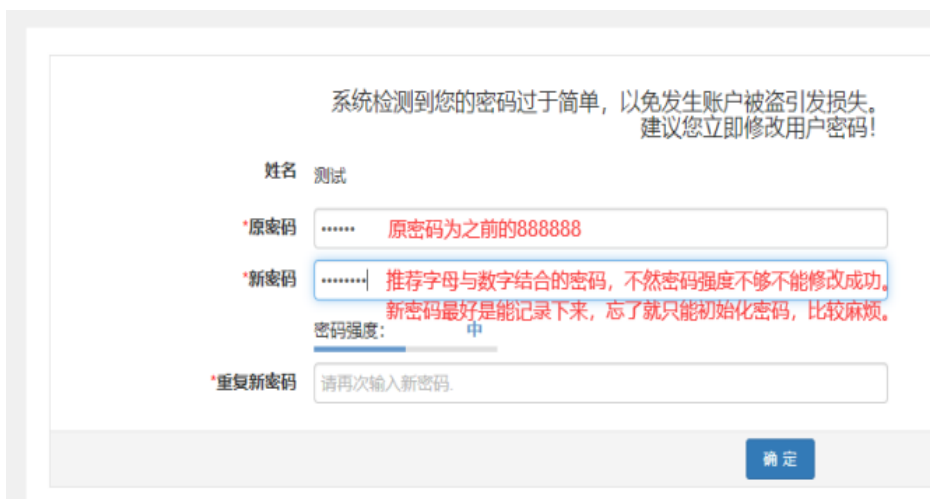 系统检测到您的密码过于简单，以免发生账户被盗引发损失。
建议您立即修改用户密码！
姓名 测试
*原密码 •••••• 原密码为之前的888888
*新密码 •••••••• 推荐字母与数字结合的密码，不然密码强度不够不能修改成功。
新密码最好是能记录下来，忘了就只能初始化密码，比较麻烦。
密码强度： 中
*重复新密码 请再次输入新密码.
确 定